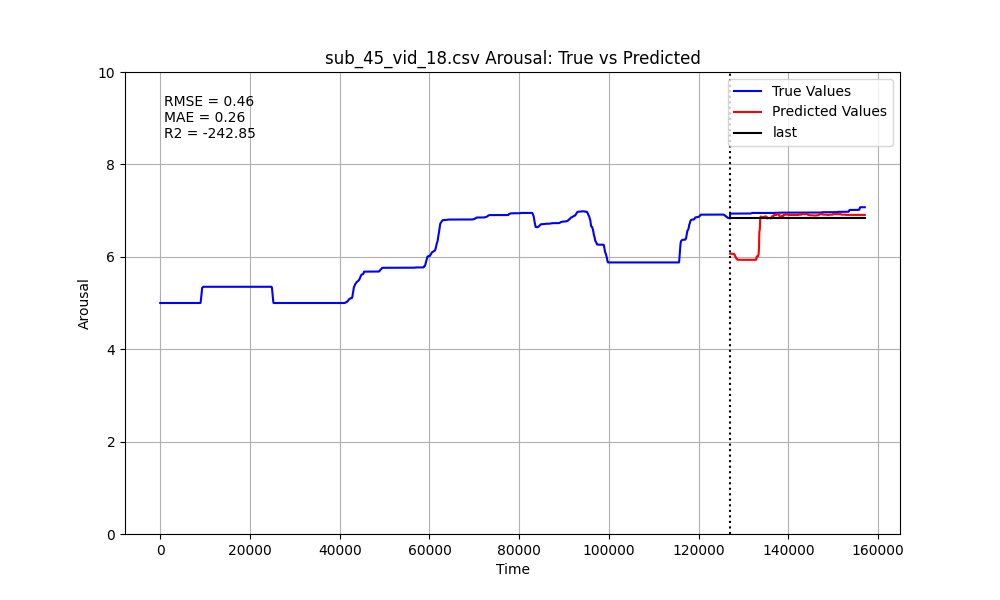 sub_45_vid_18.csv Arousal: True vs Predicted
RMSE = 0.46
MAE = 0.26
R2 = -242.85
True Values
Predicted Values
last
10
8
6
4
2
0
Arousal
0 20000 40000 60000 80000 100000 120000 140000 160000
Time